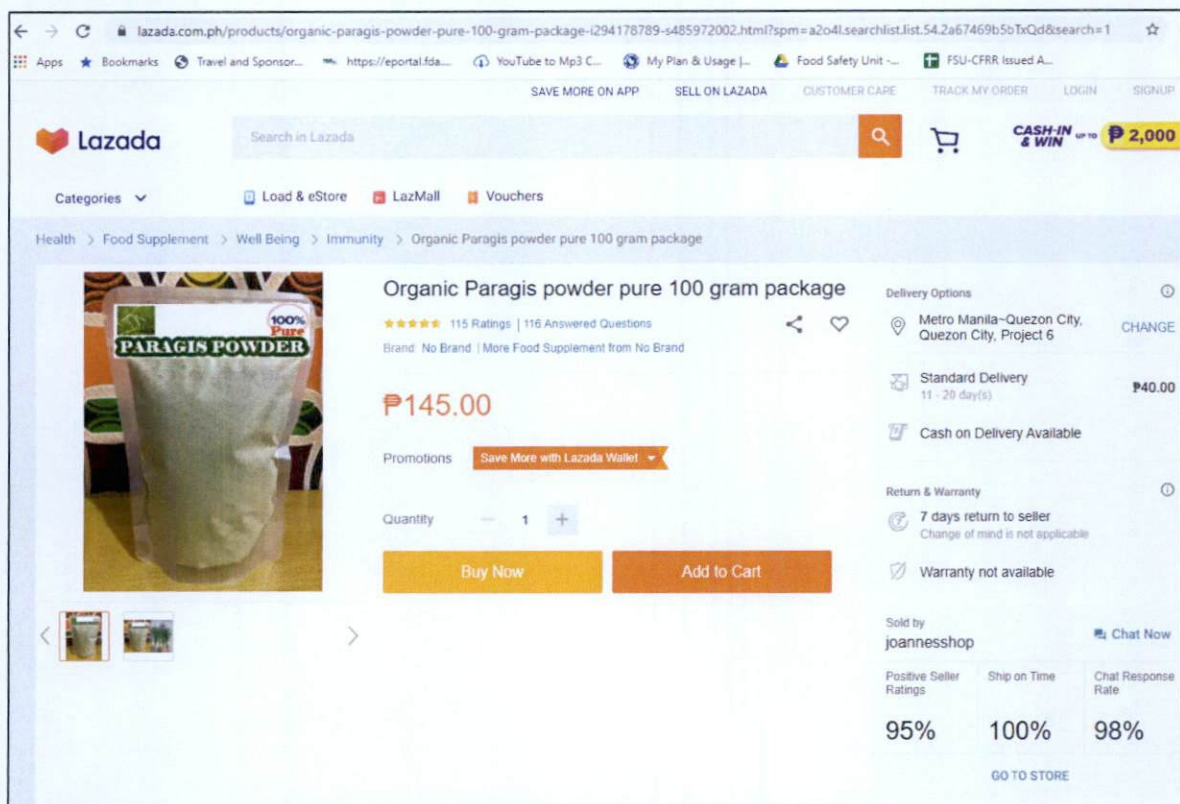 lazada.com.ph/products/organic-paragis-powder-pure-100-gram-package-i294178789-s485972002.html?spm=a2o4l.searchlist.list.54.2a67469b5bTxQd&search=1
Apps Bookmarks Travel and Sponsor... https://eportal.fda.... YouTube to Mp3 C... My Plan & Usage |... Food Safety Unit -... FSU-CFRR Issued A...
SAVE MORE ON APP SELL ON LAZADA CUSTOMER CARE TRACK MY ORDER LOGIN SIGNUP
Lazada
Search in Lazada
CASH-IN & WIN UP TO ₱ 2,000
Categories Load & eStore LazMall Vouchers
Health > Food Supplement > Well Being > Immunity > Organic Paragis powder pure 100 gram package
100%
Pure
PARAGIS POWDER
Organic Paragis powder pure 100 gram package
115 Ratings | 116 Answered Questions
Brand: No Brand | More Food Supplement from No Brand
₱145.00
Promotions Save More with Lazada Wallet
Quantity 1 +
Buy Now Add to Cart
Delivery Options
Metro Manila~Quezon City,
Quezon City, Project 6
CHANGE
Standard Delivery ₱40.00
11 - 20 day(s)
Cash on Delivery Available
Return & Warranty
7 days return to seller
Change of mind is not applicable
Warranty not available
Sold by
joannesshop
Chat Now
Positive Seller Ratings Ship on Time Chat Response Rate
95% 100% 98%
GO TO STORE